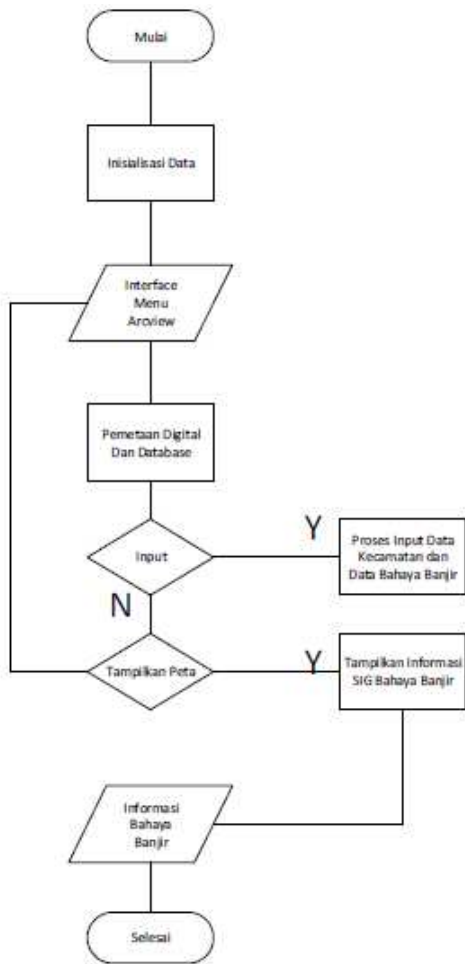 Mulai
Inisialisasi Data
Interface
Menu
Arcview
Pemetaan Digital
Dan Database
Input
Y
Proses Input Data
Kecamatan dan
Data Bahaya Banjir
N
Tampilkan Peta
Y
Tampilkan Informasi
SIG Bahaya Banjir
Informasi
Bahaya
Banjir
Selesai